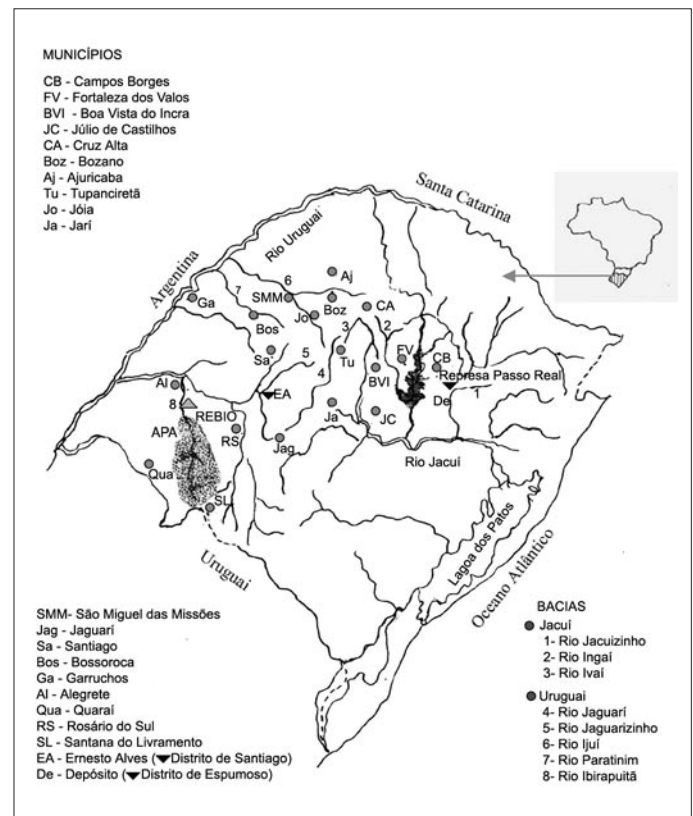 MUNICÍPIOS
CB - Campos Borges
FV - Fortaleza dos Valos
BVI - Boa Vista do Incra
JC - Júlio de Castilhos
CA - Cruz Alta
Boz - Bozano
Aj - Ajuricaba
Tu - Tupanciretã
Jo - Jóia
Ja - Jarí
Santa Catarina
Rio Uruguai
Argentina
Aj
6
7
SMM
Ga
Boz
CA
Bos
Jo
3
2
5
Sa
4
Tu
FV
CB
BVI
Represa Passo Real
Al
EA
1
8
REBIO
Ja
JC
De
APA
RS
Jag
Rio Jacuí
Qua
SL
Lagoa dos Patos
Oceano Atlântico
Uruguai
SMM- São Miguel das Missões
Jag - Jaguarí
Sa - Santiago
Bos - Bossoroca
Ga - Garruchos
Al - Alegrete
Qua - Quaraí
RS - Rosário do Sul
SL - Santana do Livramento
EA - Ernesto Alves (▼Distrito de Santiago)
De - Depósito (▼Distrito de Espumoso)
BACIAS
Jacuí
1- Rio Jacuizinho
2- Rio Ingaí
3- Rio Ivaí
Uruguai
4- Rio Jaguarí
5- Rio Jaguarizinho
6- Rio Ijuí
7- Rio Paratinim
8- Rio Ibirapuitã